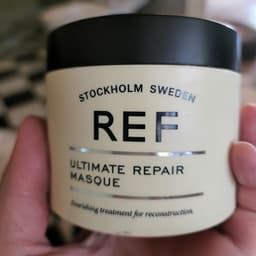 STOCKHOLM SWEDEN
REF
ULTIMATE REPAIR
MASQUE
Nourishing treatment for reconstruction.